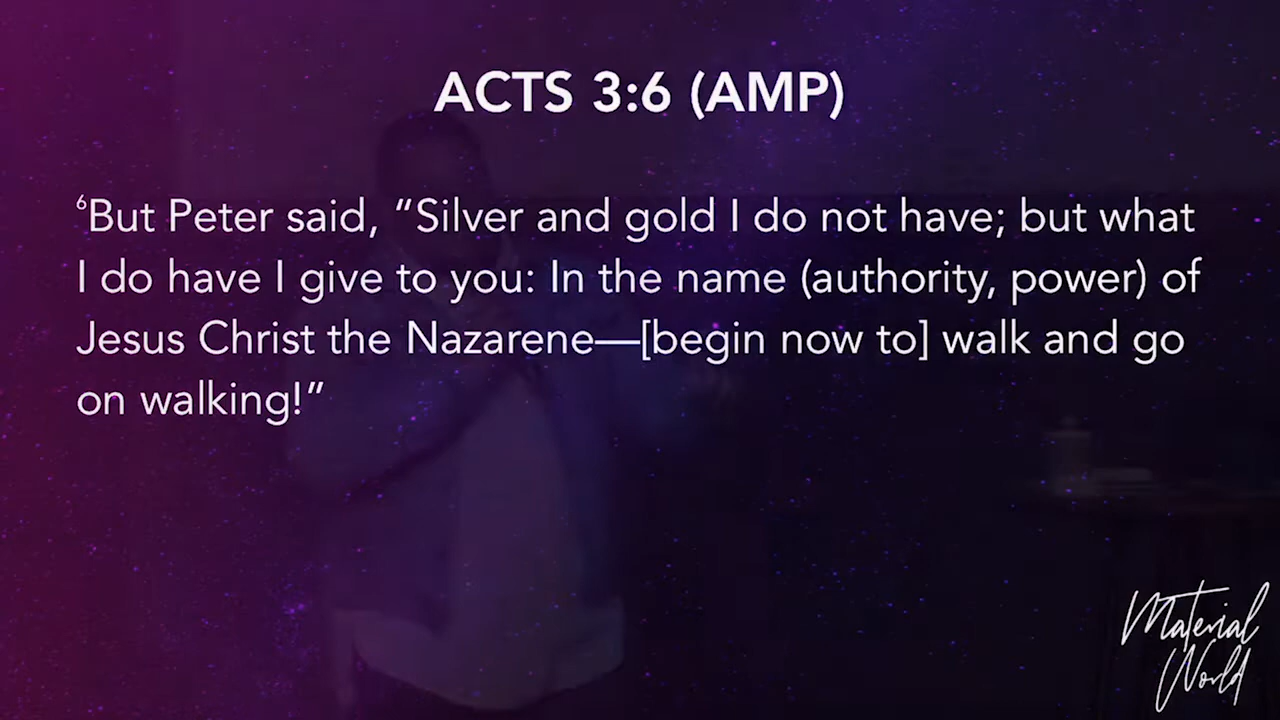 ACTS 3:6 (AMP)
⁶But Peter said, “Silver and gold I do not have; but what
I do have I give to you: In the name (authority, power) of
Jesus Christ the Nazarene—[begin now to] walk and go
on walking!”
Material
World